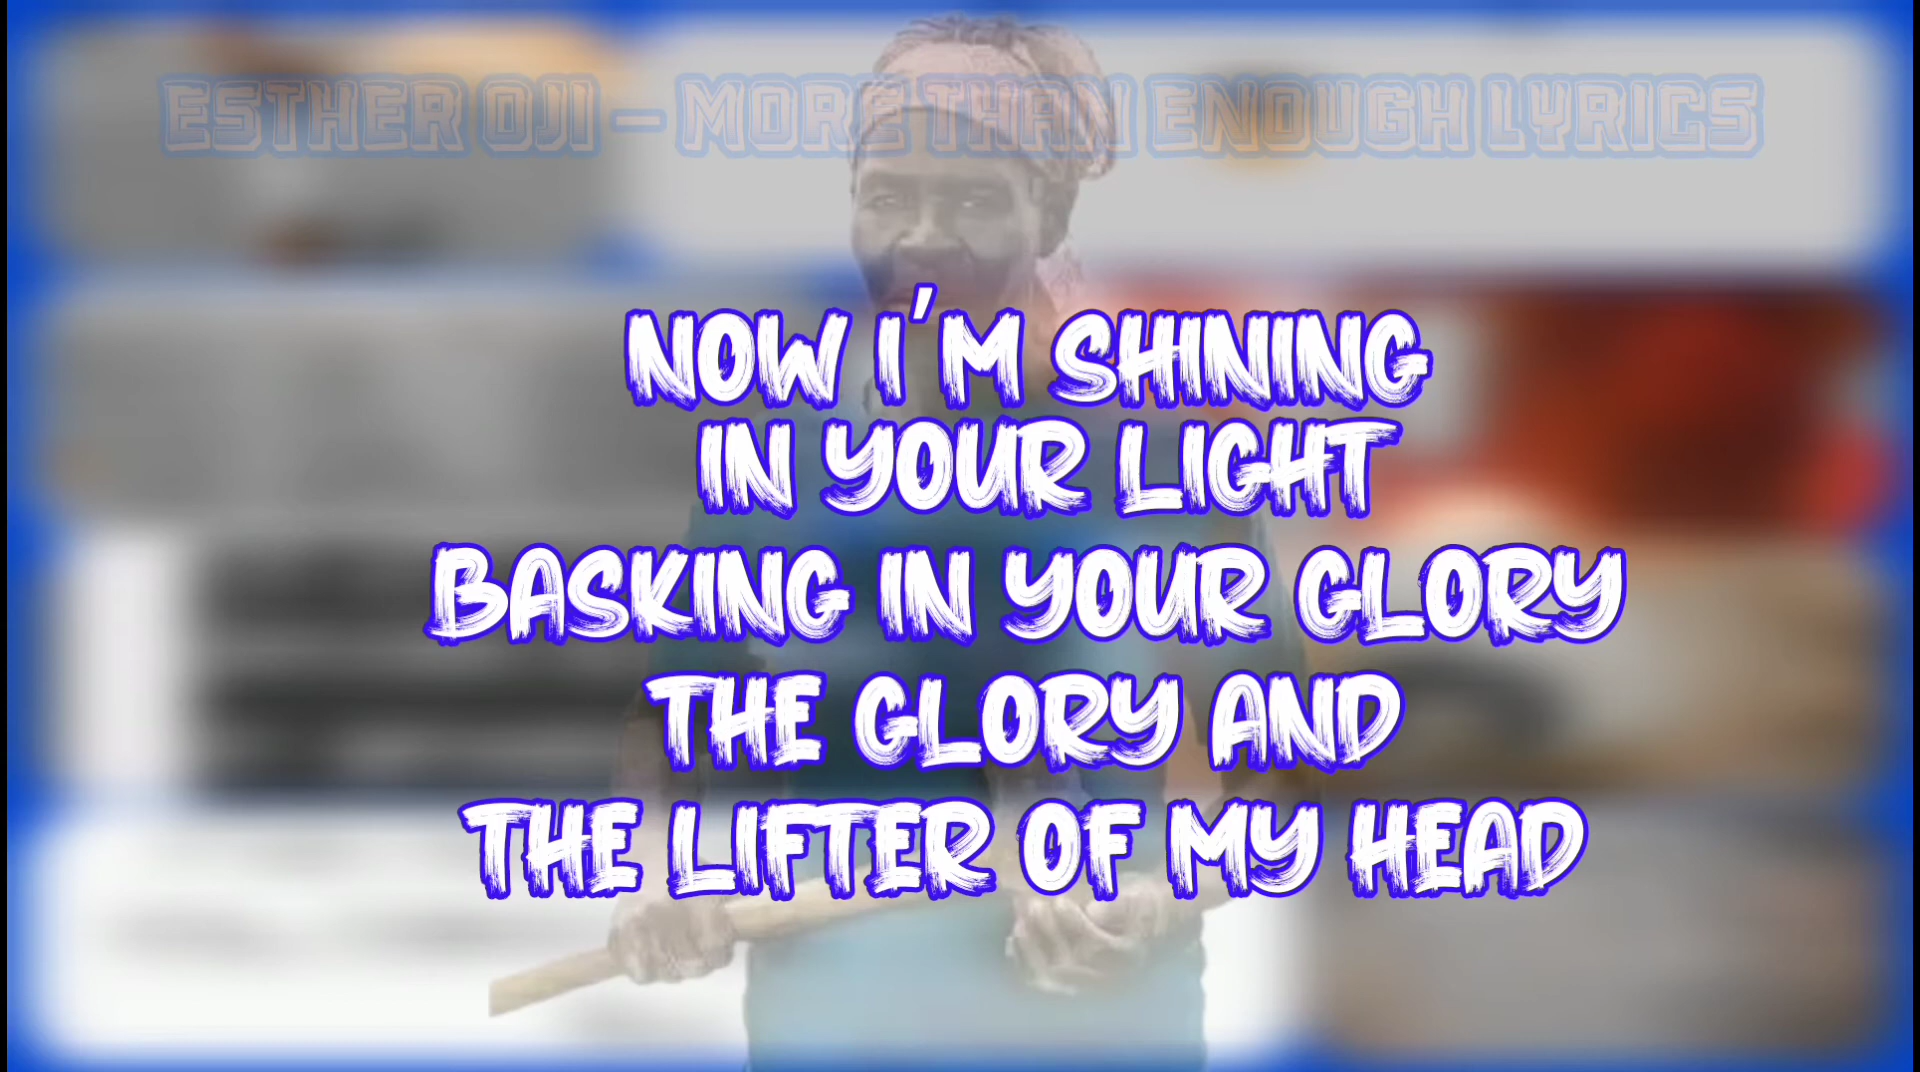 ESTHER OJI – MORE THAN ENOUGH LYRICS
NOW I'M SHINING
IN YOUR LIGHT
BASKING IN YOUR GLORY
THE GLORY AND
THE LIFTER OF MY HEAD